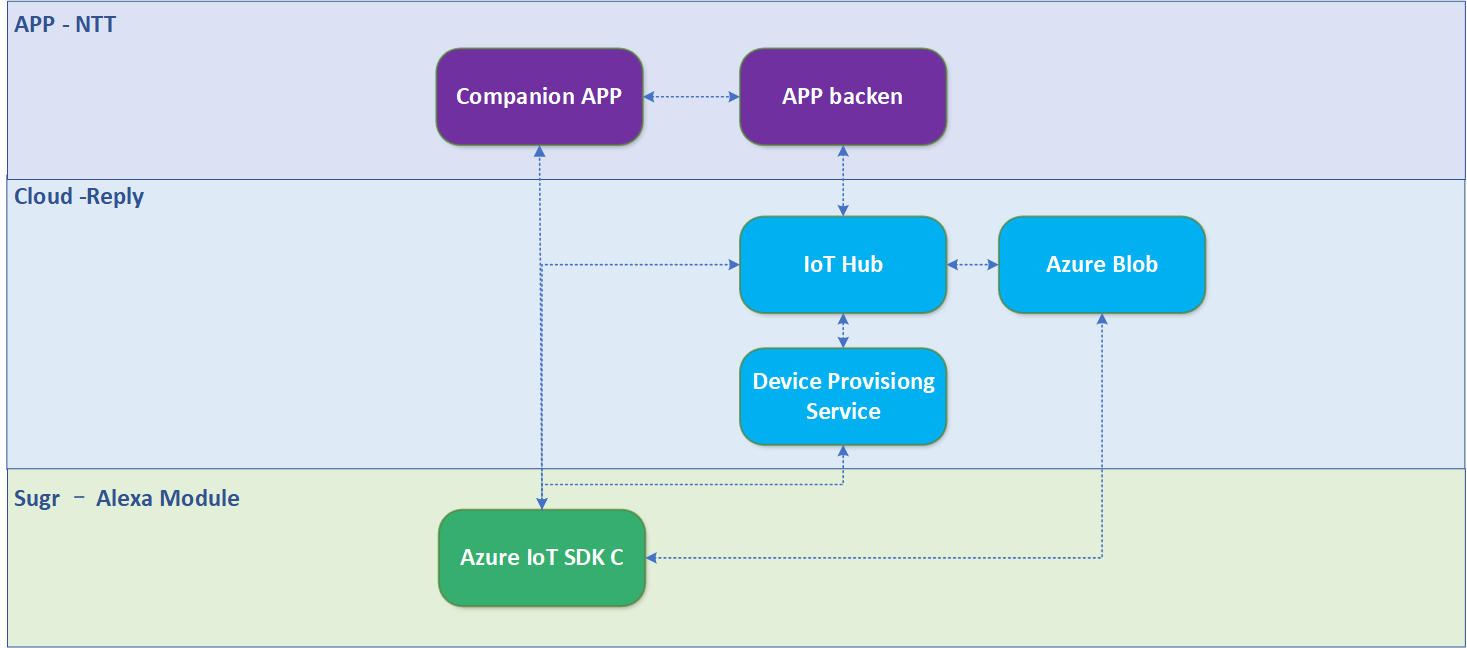 APP - NTT
Companion APP
APP backen
Cloud -Reply
IoT Hub
Azure Blob
Device Provisiong
Service
Sugr － Alexa Module
Azure IoT SDK C